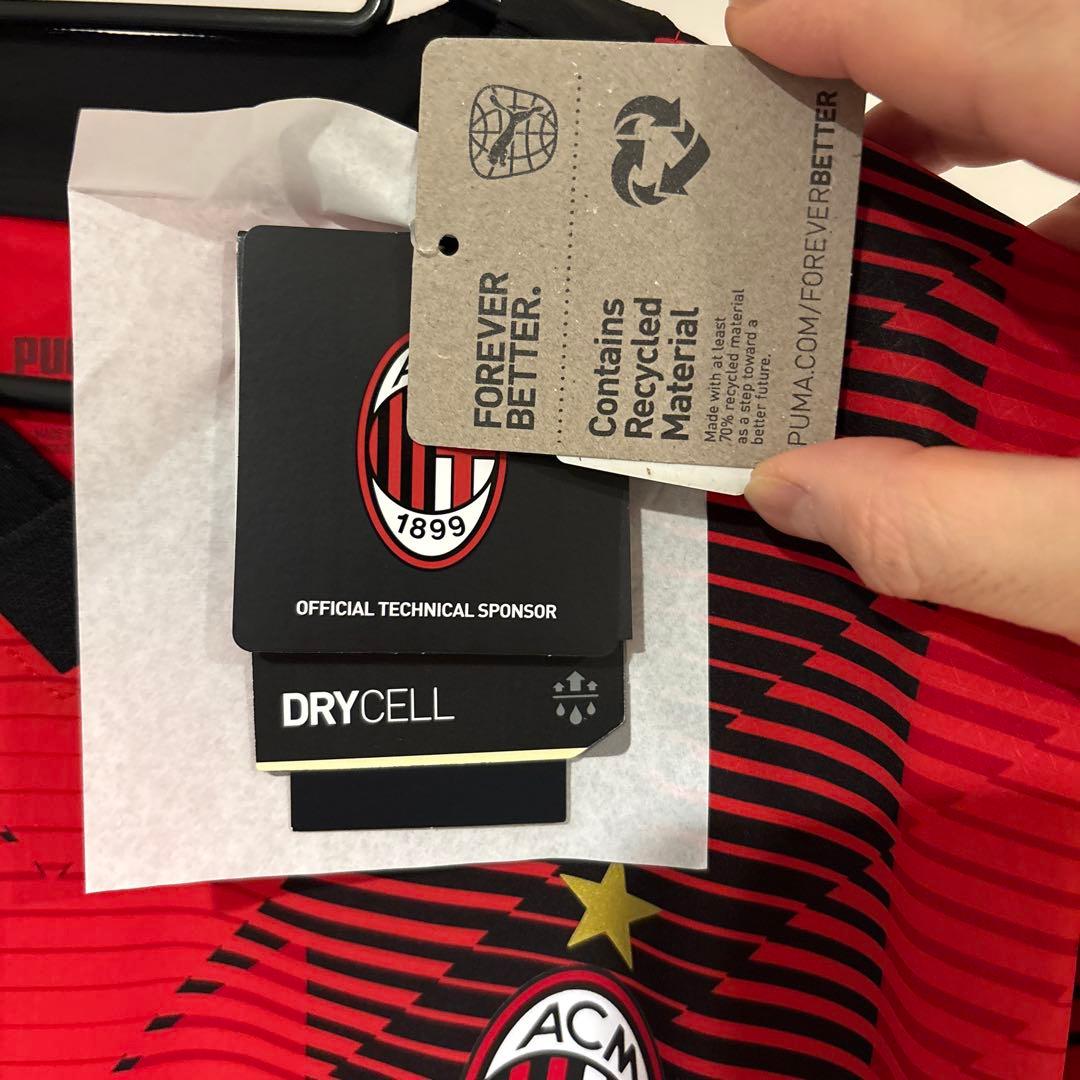 FOREVER
BETTER.
Contains
Recycled
Material
Made with at least
70% recycled material
as a step toward a
better future.
PUMA.COM/FOREVERBETTER
1899
OFFICIAL TECHNICAL SPONSOR
DRYCELL
ACM
PU